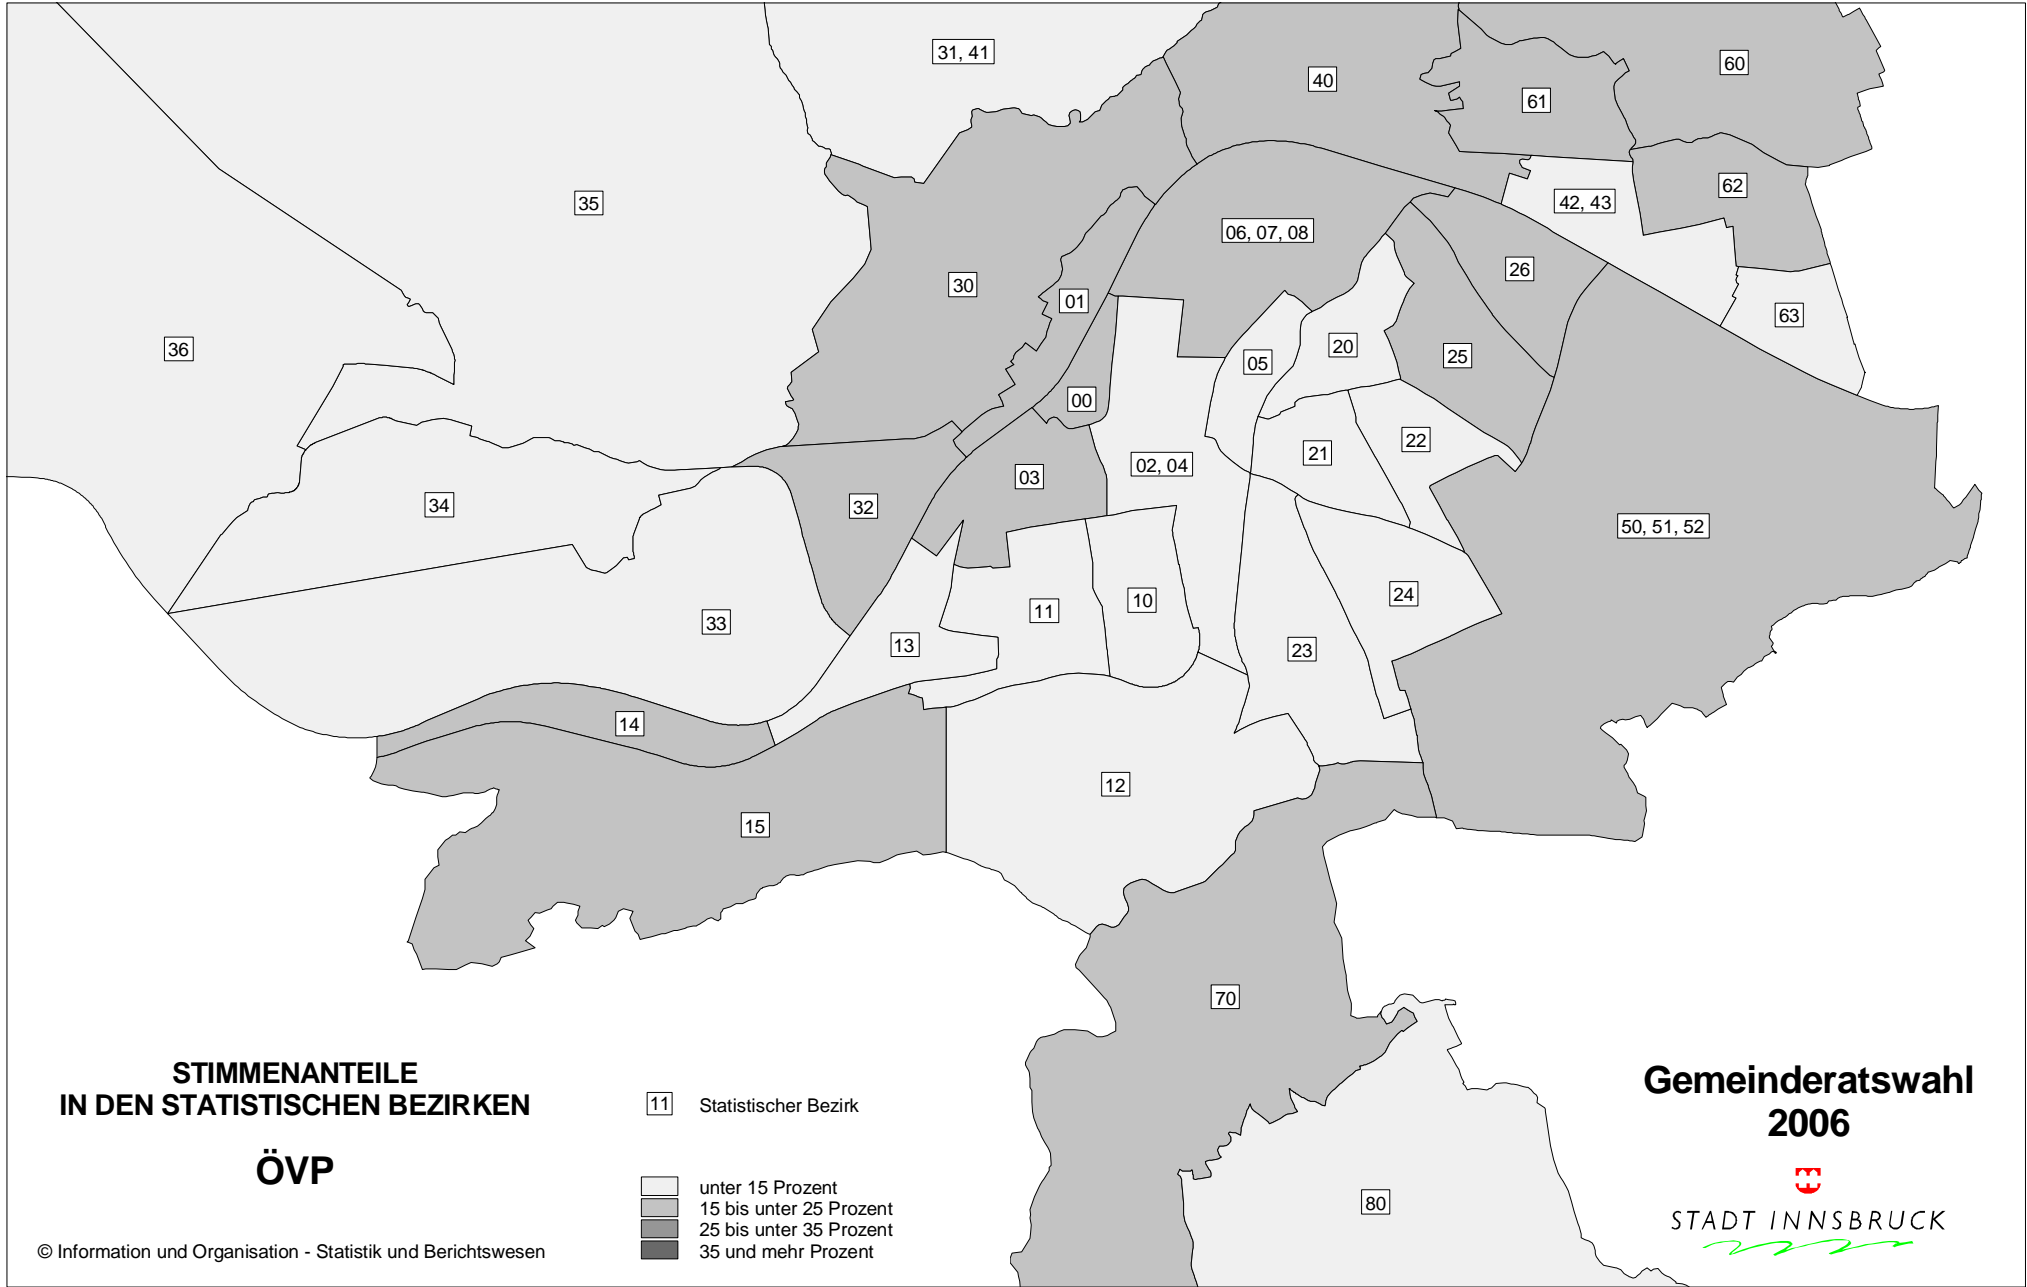 31, 41
40
60
61
35
62
42, 43
06, 07, 08
26
30
01
63
36
20
25
05
00
22
21
02, 04
03
34
32
50, 51, 52
24
10
11
33
13
23
14
12
15
70
80
STIMMENANTEILE
IN DEN STATISTISCHEN BEZIRKEN
ÖVP
© Information und Organisation - Statistik und Berichtswesen
11 Statistischer Bezirk
unter 15 Prozent
15 bis unter 25 Prozent
25 bis unter 35 Prozent
35 und mehr Prozent
Gemeinderatswahl
2006
STADT INNSBRUCK